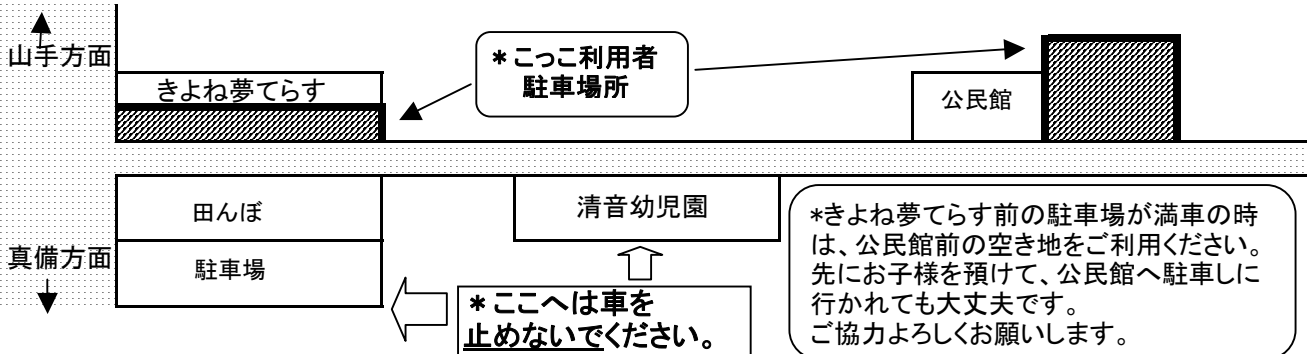 山手方面
きよね夢てらす
*こっこ利用者
駐車場所
公民館
田んぼ
駐車場
清音幼児園
真備方面
*ここへは車を
止めないでください。
*きよね夢てらす前の駐車場が満車の時
は、公民館前の空き地をご利用ください。
先にお子様を預けて、公民館へ駐車しに
行かれても大丈夫です。
ご協力よろしくお願いします。